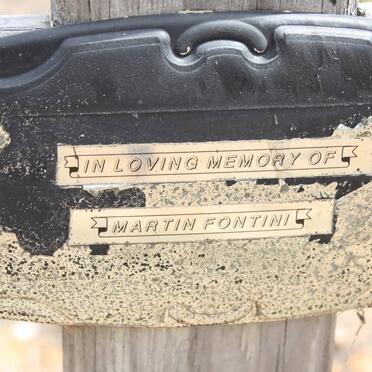 IN LOVING MEMORY OF
MARTIN FONTINI